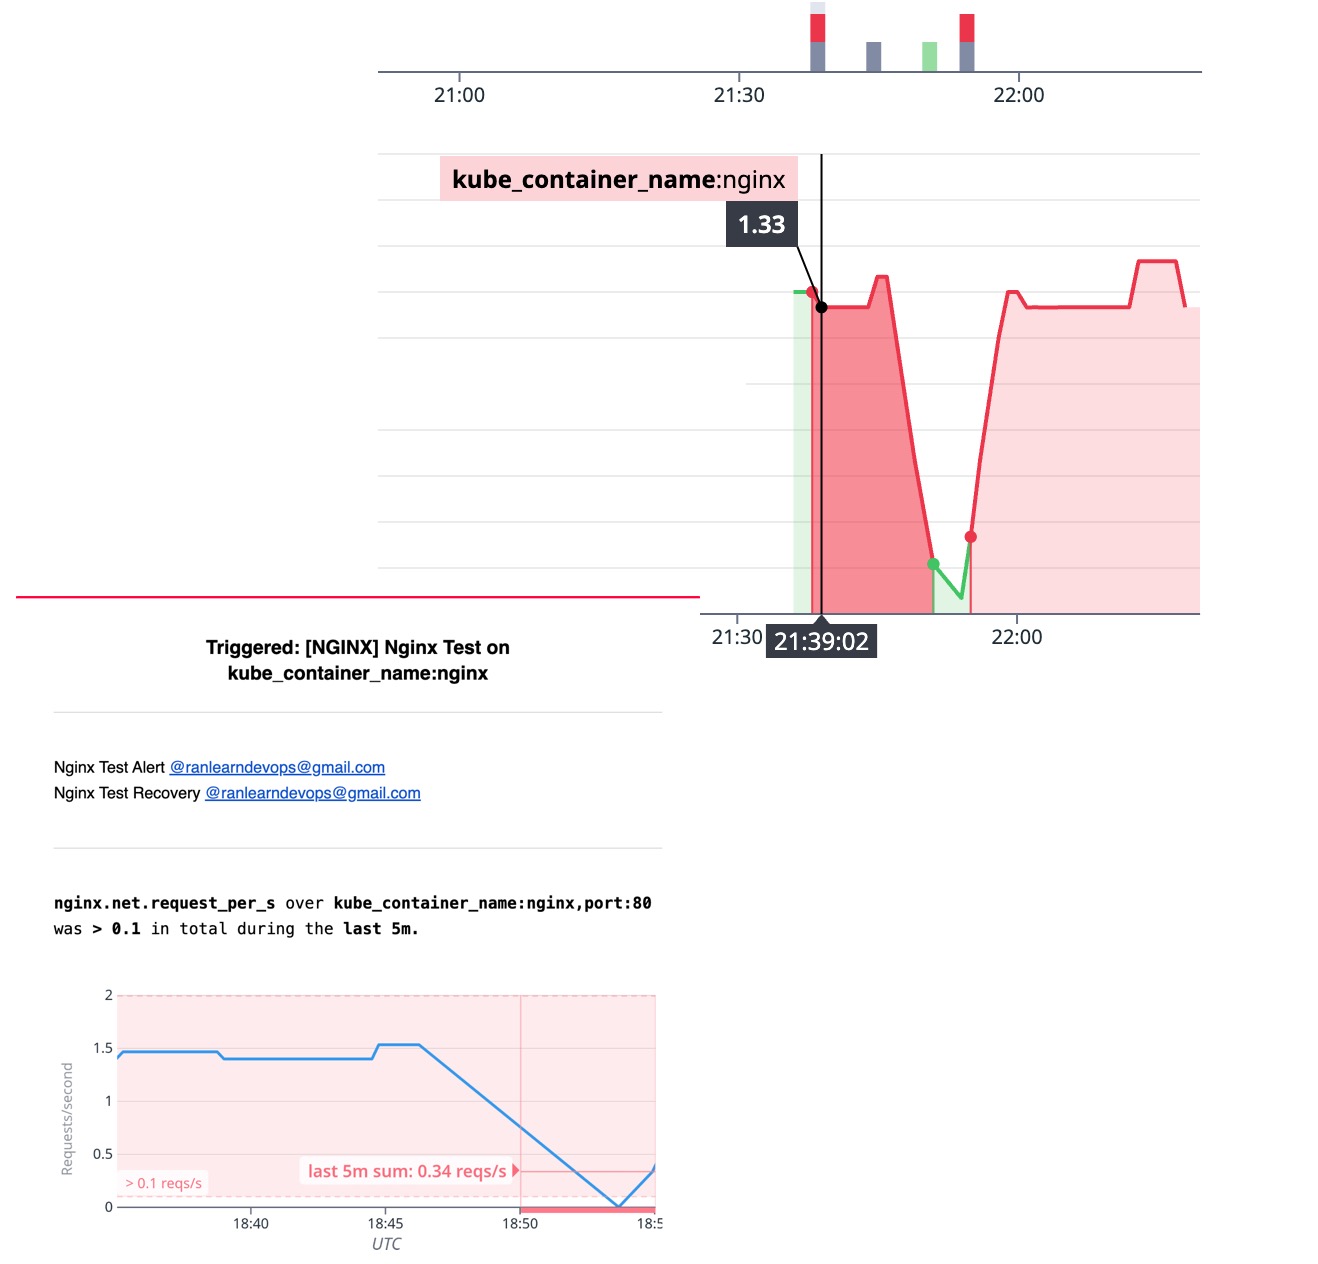 21:00
21:30
22:00
kube_container_name:nginx
1.33
21:30
21:39:02
22:00
Triggered: [NGINX] Nginx Test on
kube_container_name:nginx
Nginx Test Alert @ranlearndevops@gmail.com
Nginx Test Recovery @ranlearndevops@gmail.com
nginx.net.request_per_s over kube_container_name:nginx,port:80
was > 0.1 in total during the last 5m.
2
1.5
1
0.5
0
Requests/second
last 5m sum: 0.34 reqs/s
> 0.1 reqs/s
18:40
18:45
18:50
UTC